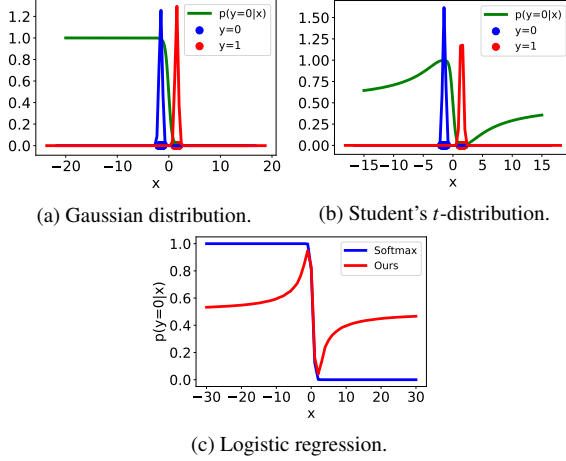 1.2
1.0
0.8
0.6
0.4
0.2
0.0
p(y=0|x)
y=0
y=1
−20
0
20
x
(a) Gaussian distribution.
1.50
1.25
1.00
0.75
0.50
0.25
0.00
p(y=0|x)
y=0
y=1
−15 −10 −5 0 5 10 15
x
(b) Student's t-distribution.
p(y=0|x)
1.0
0.8
0.6
0.4
0.2
0.0
Softmax
Ours
−30 −20 −10 0 10 20 30
x
(c) Logistic regression.